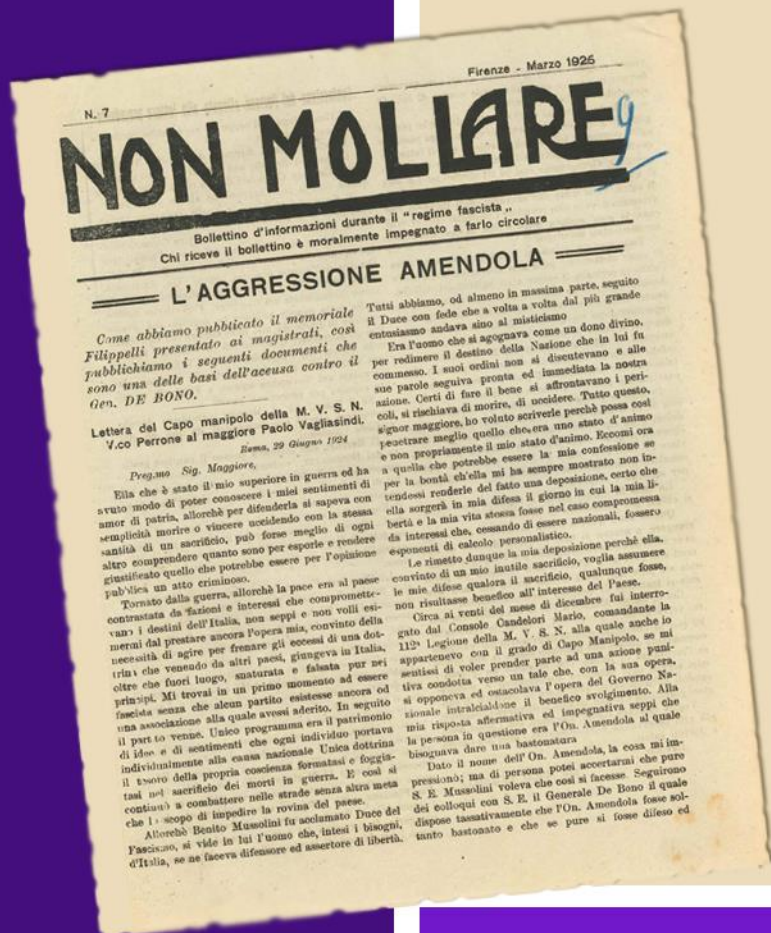 N. 7
Firenze - Marzo 1925
NON MOLLARE
9
Bollettino d'informazioni durante il "regime fascista „
Chi riceve il bollettino è moralmente impegnato a farlo circolare
L'AGGRESSIONE AMENDOLA
Come abbiamo pubblicato il memoriale
Filippelli presentato ai magistrati, così
pubblichiamo i seguenti documenti che
sono una delle basi dell'accusa contro il
Gen. DE BONO.
Lettera del Capo manipolo della M. V. S. N.
V.co Perrone al maggiore Paolo Vagliasindi.
Roma, 29 Giugno 1924
Preg.mo Sig. Maggiore,
Ella che è stato il mio superiore in guerra ed ha
avuto modo di poter conoscere i miei sentimenti di
amor di patria, allorchè per difenderla si sapeva con
semplicità morire o vincere uccidendo con la stessa
santità di un sacrificio, può forse meglio di ogni
altro comprendere quanto sono per esporle e rendere
giustificato quello che potrebbe essere per l'opinione
pubblica un atto criminoso.
Tornato dalla guerra, allorchè la pace era al paese
contrastata da fazioni e interessi che compromette-
vano i destini dell'Italia, non seppi e non volli esi-
mermi dal prestare ancora l'opera mia, convinto della
necessità di agire per frenare gli eccessi di una dot-
trina che venendo da altri paesi, giungeva in Italia,
oltre che fuori luogo, snaturata e falsata pur nei
principi. Mi trovai in un primo momento ad essere
fascista senza che alcun partito esistesse ancora od
una associazione alla quale avessi aderito. In seguito
il partito venne. Unico programma era il patrimonio
di idee e di sentimenti che ogni individuo portava
individualmente alla causa nazionale Unica dottrina
il tesoro della propria coscienza formatasi e foggia-
tasi nel sacrificio dei morti in guerra. E così si
continuò a combattere nelle strade senza altra meta
che lo scopo di impedire la rovina del paese.
Allorchè Benito Mussolini fu acclamato Duce del
Fascismo, si vide in lui l'uomo che, intesi i bisogni,
d'Italia, se ne faceva difensore ed assertore di libertà.
Tutti abbiamo, od almeno in massima parte, seguito
il Duce con fede che a volta a volta dal più grande
entusiasmo andava sino al misticismo
Era l'uomo che si agognava come un dono divino,
per redimere il destino della Nazione che in lui fu
commesso. I suoi ordini non si discutevano e alle
sue parole seguiva pronta ed immediata la nostra
azione. Certi di fare il bene si affrontavano i peri-
coli, si rischiava di morire, di uccidere. Tutto questo,
signor maggiore, ho voluto scriverle perchè possa così
penetrare meglio quello che era uno stato d'animo
e non propriamente il mio stato d'animo. Eccomi ora
a quella che potrebbe essere la mia confessione se
per la bontà ch'ella mi ha sempre mostrato non in-
tendessi renderle del fatto una deposizione, certo che
ella sorgerà in mia difesa il giorno in cui la mia li-
bertà e la mia vita stessa fosse nel caso compromessa
da interessi che, cessando di essere nazionali, fossero
esponenti di calcolo personalistico.
Le rimetto dunque la mia deposizione perchè ella,
convinto di un mio inutile sacrificio, voglia assumere
le mie difese qualora il sacrificio, qualunque fosse,
non risultasse benefico all'interesse del Paese.
Circa ai venti del mese di dicembre fui interro-
gato dal Console Candelori Mario, comandante la
112ª Legione della M. V. S. N. alla quale anche io
appartenevo con il grado di Capo Manipolo, se mi
sentissi di voler prender parte ad una azione puni-
tiva condotta verso un tale che, con la sua opera,
si opponeva ed ostacolava l'opera del Governo Na-
zionale intralciandone il benefico svolgimento. Alla
mia risposta affermativa ed impegnativa seppi che
la persona in questione era l'On. Amendola al quale
bisognava dare una bastonatura
Dato il nome dell'On. Amendola, la cosa mi im-
pressionò; ma di persona potei accertarmi che pure
S. E. Mussolini voleva che così si facesse. Seguirono
dei colloqui con S. E. il Generale De Bono il quale
dispose tassativamente che l'On. Amendola fosse sol-
tanto bastonato e che se pure si fosse difeso ed